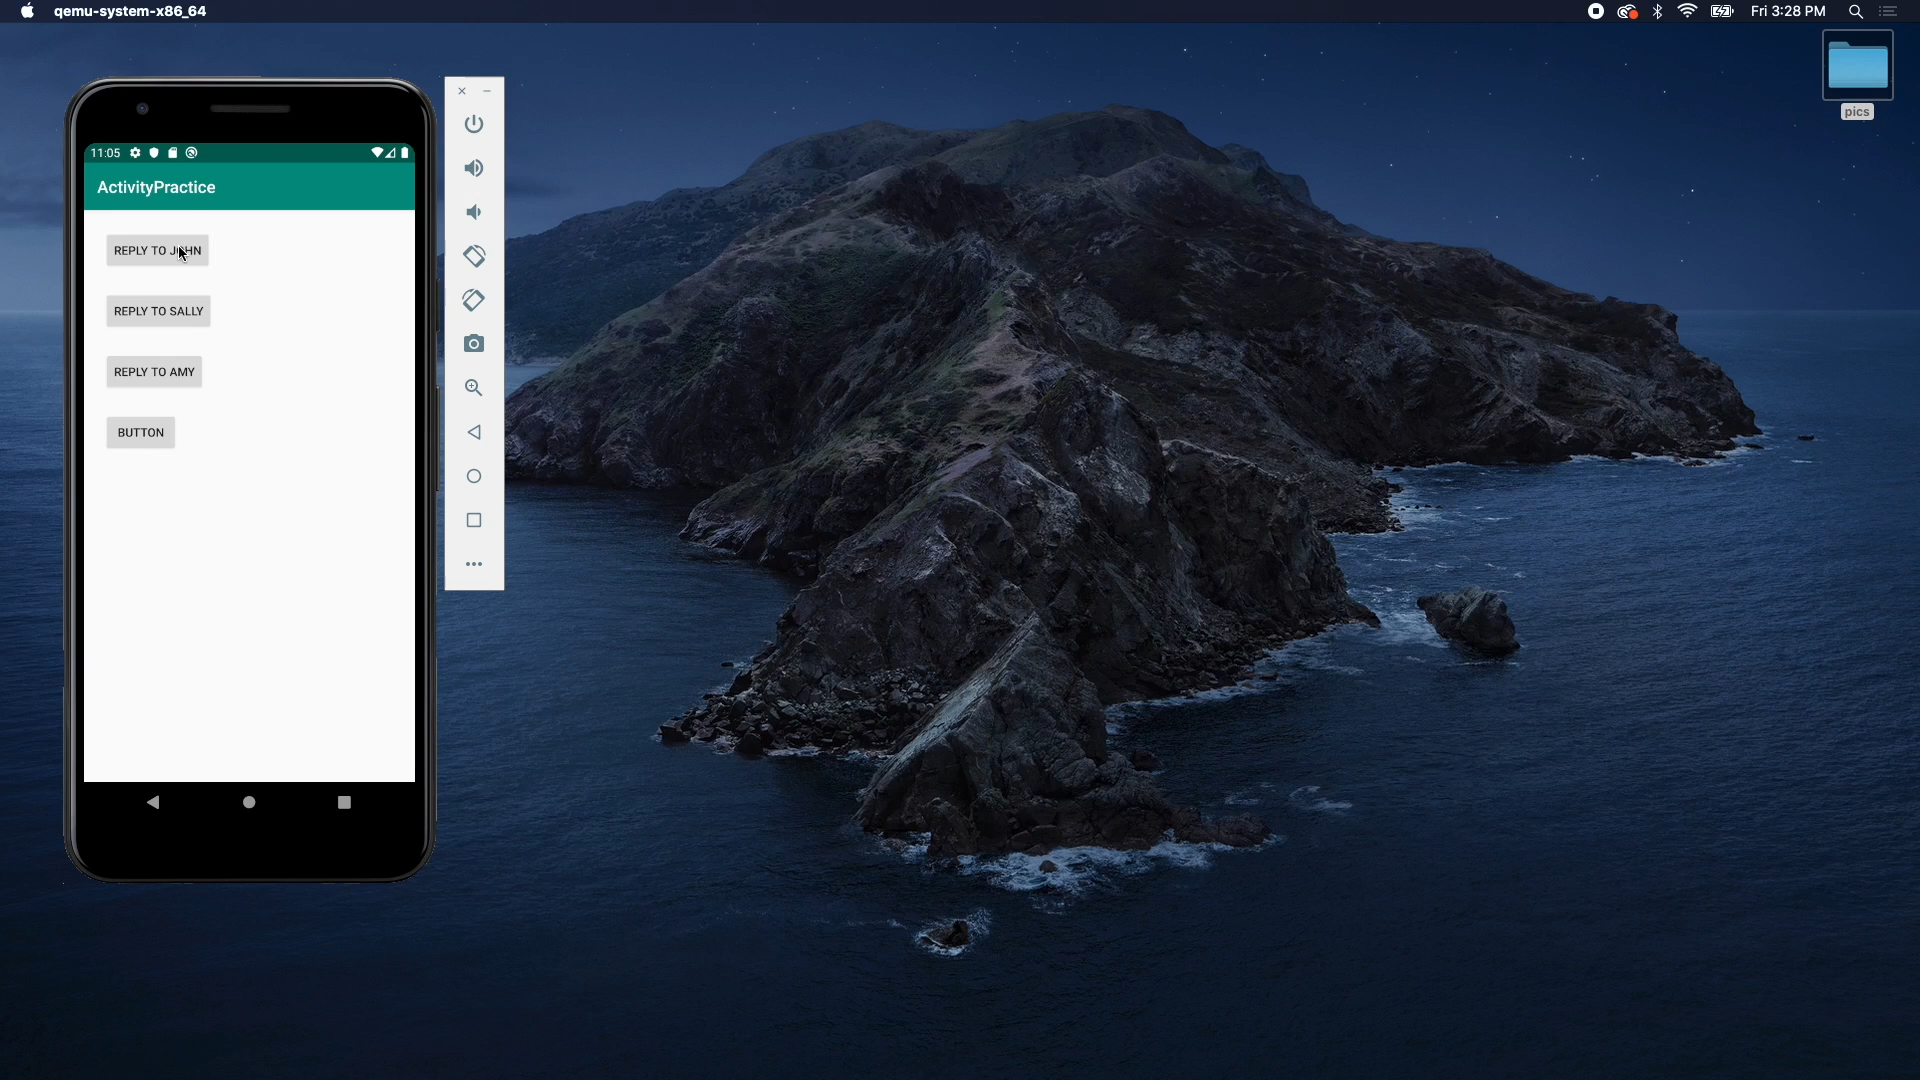 qemu-system-x86_64
Fri 3:28 PM
pics
11:05
ActivityPractice
REPLY TO JOHN
REPLY TO SALLY
REPLY TO AMY
BUTTON